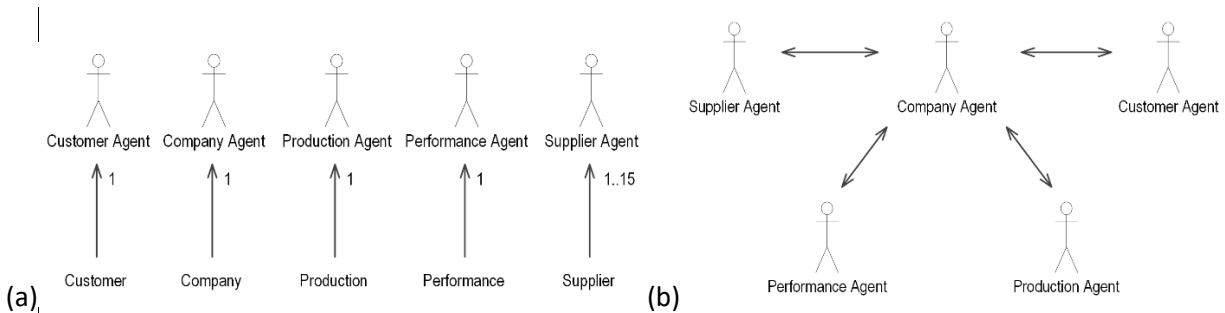 Customer Agent Company Agent Production Agent Performance Agent Supplier Agent
1 1 1 1 1..15
Customer Company Production Performance Supplier
(a)
Supplier Agent Company Agent Customer Agent
Performance Agent Production Agent
(b)